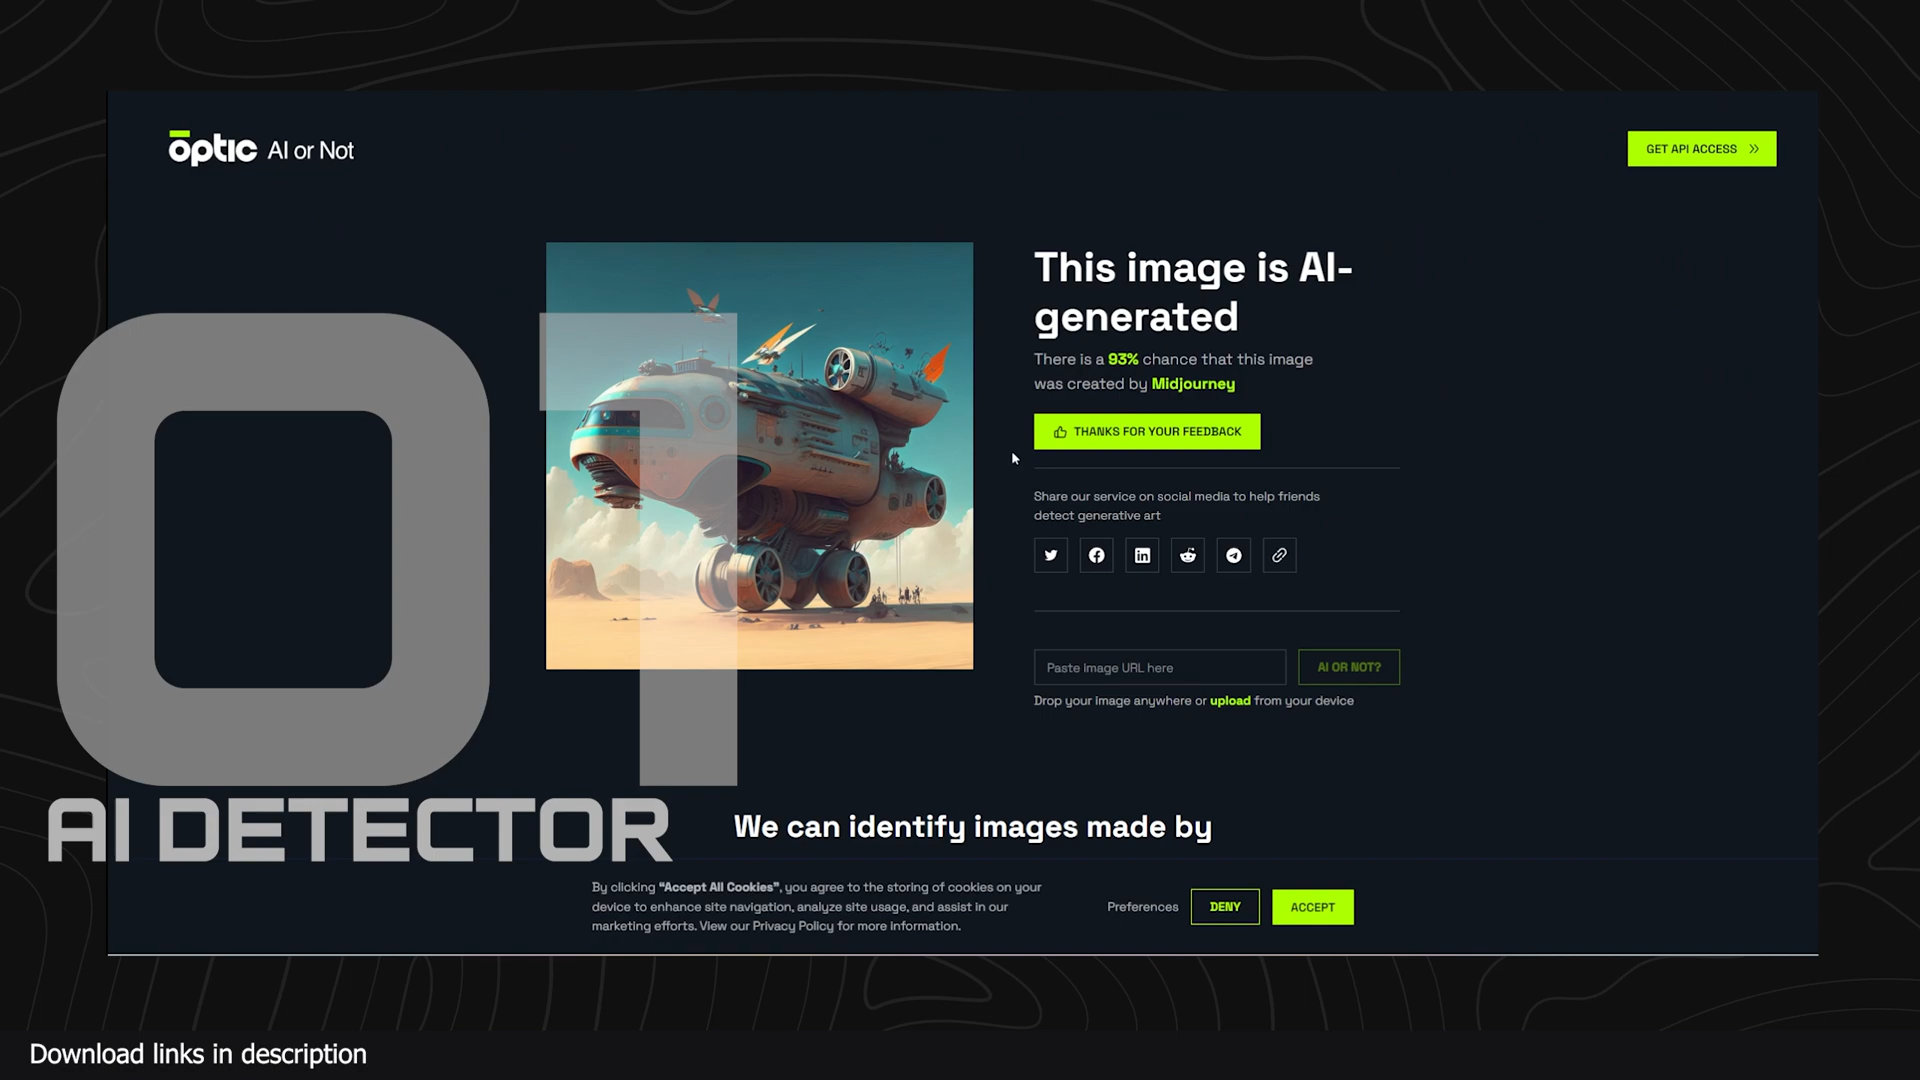 ōptic AI or Not
GET API ACCESS
This image is AI-
generated
There is a 93% chance that this image
was created by Midjourney
THANKS FOR YOUR FEEDBACK
Share our service on social media to help friends
detect generative art
Paste image URL here
AI OR NOT?
Drop your image anywhere or upload from your device
01
AI DETECTOR
We can identify images made by
By clicking “Accept All Cookies”, you agree to the storing of cookies on your
device to enhance site navigation, analyze site usage, and assist in our
marketing efforts. View our Privacy Policy for more information.
Preferences
DENY
ACCEPT
Download links in description